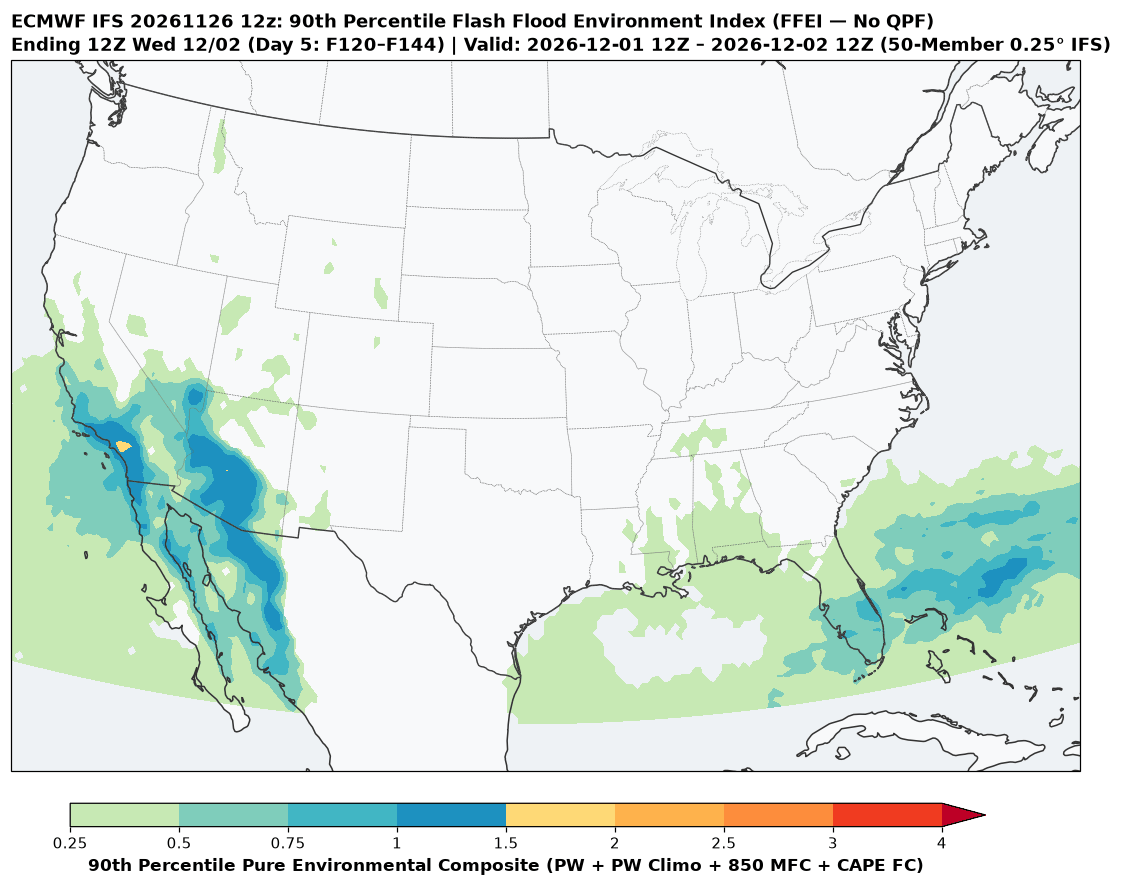 ECMWF IFS 20261126 12z: 90th Percentile Flash Flood Environment Index (FFEI — No QPF)
Ending 12Z Wed 12/02 (Day 5: F120–F144) | Valid: 2026-12-01 12Z – 2026-12-02 12Z (50-Member 0.25° IFS)
0.25 0.5 0.75 1 1.5 2 2.5 3 4
90th Percentile Pure Environmental Composite (PW + PW Climo + 850 MFC + CAPE FC)